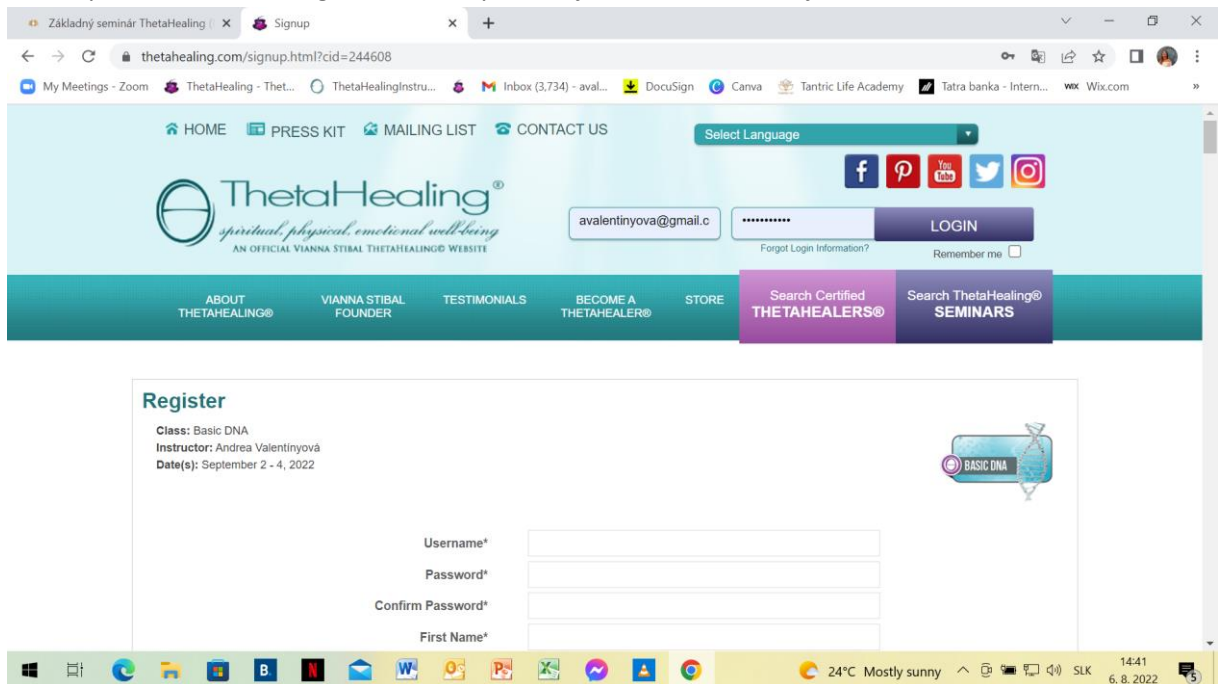 Základný seminár ThetaHealing (
Signup
thetahealing.com/signup.html?cid=244608
My Meetings - Zoom ThetaHealing - Thet... ThetaHealingInstru... Inbox (3,734) - aval... DocuSign Canva Tantric Life Academy Tatra banka - Intern... WIX Wix.com »
HOME PRESS KIT MAILING LIST CONTACT US
Select Language
f You Tube
ThetaHealing®
spiritual, physical, emotional well-being
AN OFFICIAL VIANNA STIBAL THETAHEALING© WEBSITE
avalentinyova@gmail.c ••••••••••• LOGIN
Forgot Login Information? Remember me
ABOUT THETAHEALING®
VIANNA STIBAL FOUNDER
TESTIMONIALS
BECOME A THETAHEALER®
STORE
Search Certified THETAHEALERS®
Search ThetaHealing® SEMINARS
Register
Class: Basic DNA
Instructor: Andrea Valentínyová
Date(s): September 2 - 4, 2022
BASIC DNA
Username*
Password*
Confirm Password*
First Name*
B. N W P X
24°C Mostly sunny SLK 14:41
6. 8. 2022 5